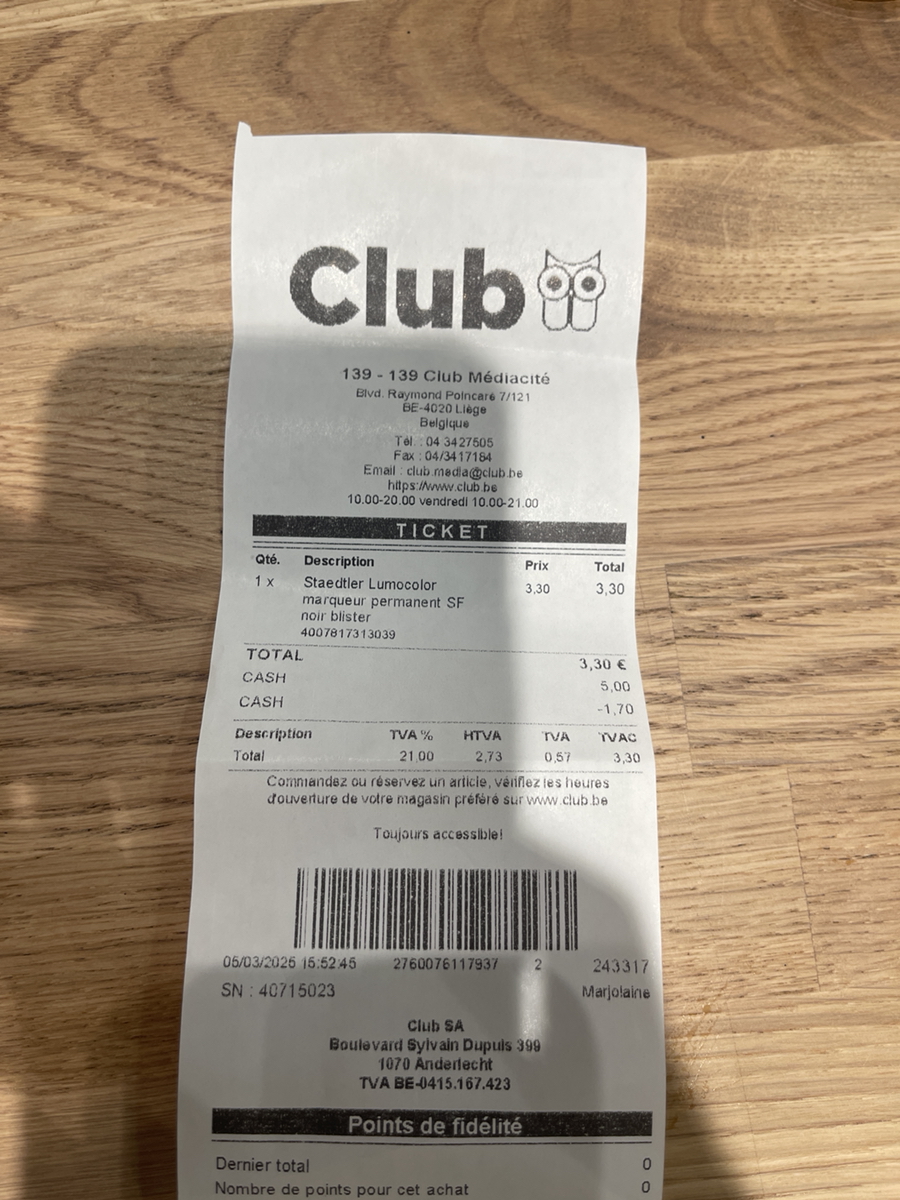 Club
139 - 139 Club Médiacité
Blvd. Raymond Poincaré 7/121
BE-4020 Liège
Belgique
Tél. : 04 3427505
Fax : 04/3417184
Email : club.media@club.be
https://www.club.be
10.00-20.00 vendredi 10.00-21.00
TICKET
Qté. Description Prix Total
1 x Staedtler Lumocolor 3,30 3,30
marqueur permanent SF
noir blister
4007817313039
TOTAL 3,30 €
CASH 5,00
CASH -1,70
Description TVA % HTVA TVA TVAC
Total 21,00 2,73 0,57 3,30
Commandez ou réservez un article, vérifiez les heures
d'ouverture de votre magasin préféré sur www.club.be
Toujours accessible!
05/03/2025 15:52:45 2760076117937 2 243317
SN : 40715023 Marjolaine
Club SA
Boulevard Sylvain Dupuis 399
1070 Anderlecht
TVA BE-0415.167.423
Points de fidélité
Dernier total 0
Nombre de points pour cet achat 0